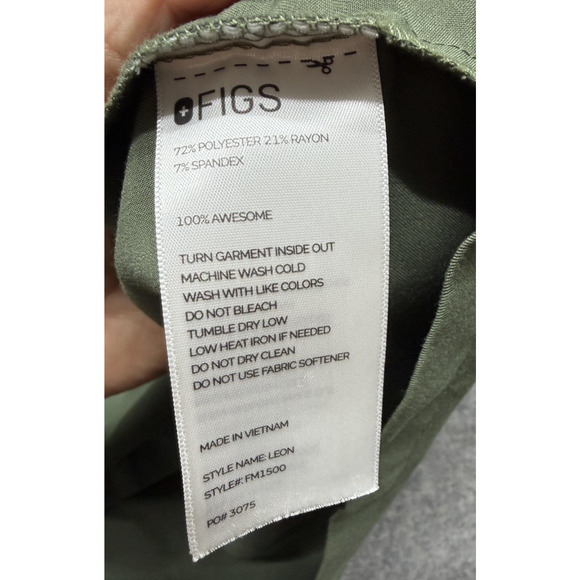 FIGS
72% POLYESTER 21% RAYON
7% SPANDEX
100% AWESOME
TURN GARMENT INSIDE OUT
MACHINE WASH COLD
WASH WITH LIKE COLORS
DO NOT BLEACH
TUMBLE DRY LOW
LOW HEAT IRON IF NEEDED
DO NOT DRY CLEAN
DO NOT USE FABRIC SOFTENER
MADE IN VIETNAM
STYLE NAME: LEON
STYLE#: FM1500
PO# 3075